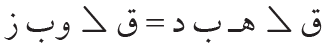 ق ∠ هـ ب د = ق ∠ و ب ز